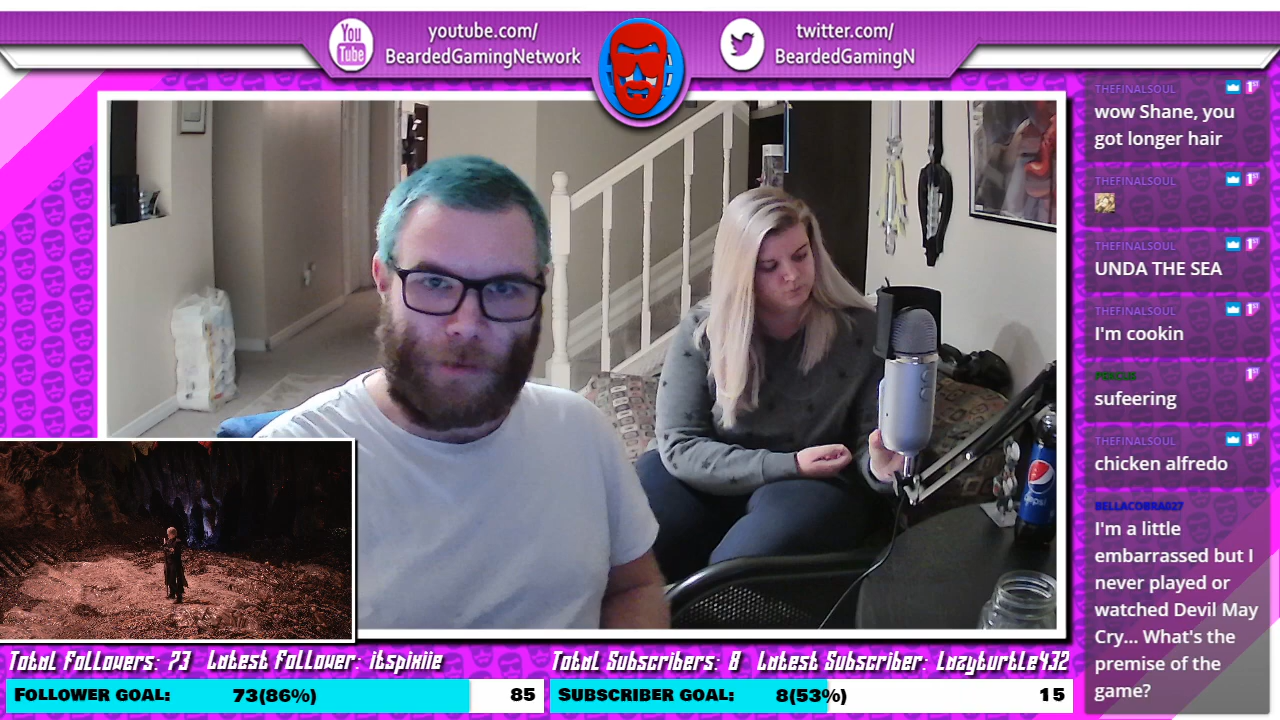 youtube.com/
BeardedGamingNetwork
You
Tube
twitter.com/
BeardedGamingN
THEFINALSOUL
wow Shane, you
got longer hair
THEFINALSOUL
THEFINALSOUL
UNDA THE SEA
THEFINALSOUL
I'm cookin
sufeering
THEFINALSOUL
chicken alfredo
BELLACOBRA027
I'm a little
embarrassed but I
never played or
watched Devil May
Cry... What's the
premise of the
game?
pepsi
Total Followers: 73 Latest Follower: itspixiie
Total Subscribers: 8 Latest Subscriber: Lazyturtle432
FOLLOWER GOAL: 73(86%) 85
SUBSCRIBER GOAL: 8(53%) 15